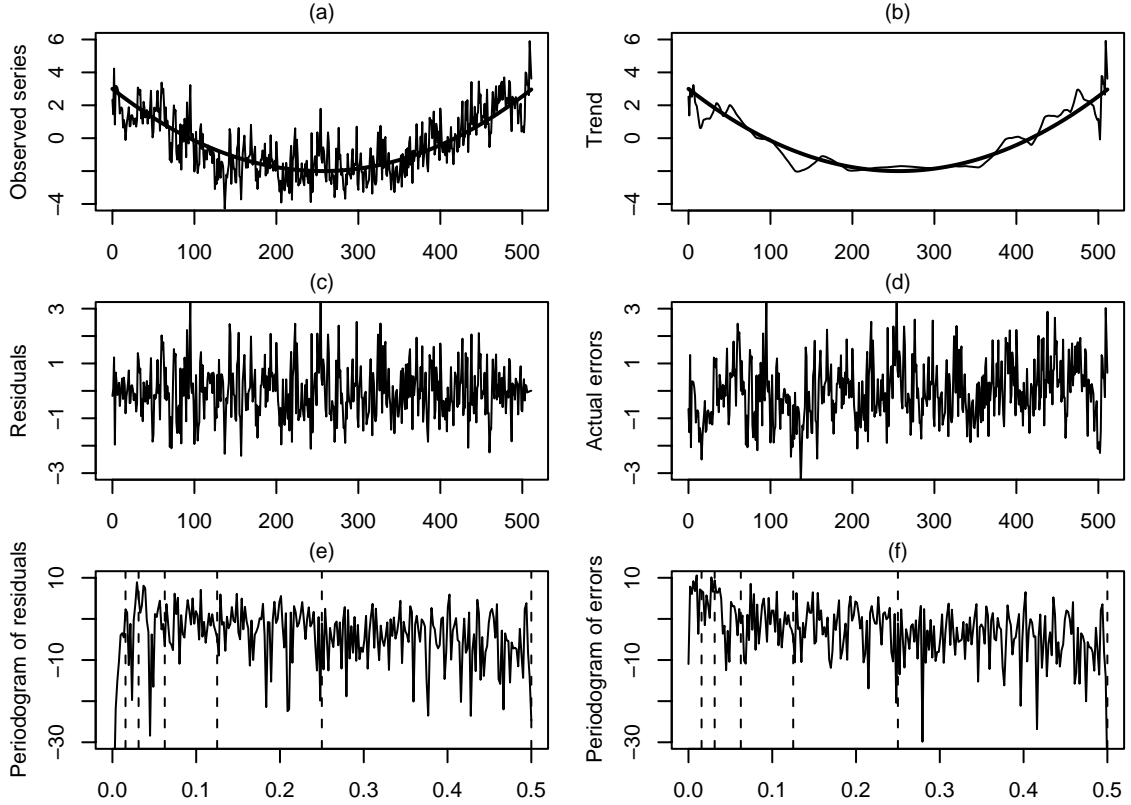 (a)
Observed series
6
4
2
0
−4
0 100 200 300 400 500
(b)
Trend
6
4
2
0
−4
0 100 200 300 400 500
(c)
Residuals
3
1
−1
−3
0 100 200 300 400 500
(d)
Actual errors
3
1
−1
−3
0 100 200 300 400 500
(e)
Periodogram of residuals
10
−10
−30
0.0 0.1 0.2 0.3 0.4 0.5
(f)
Periodogram of errors
10
−10
−30
0.0 0.1 0.2 0.3 0.4 0.5